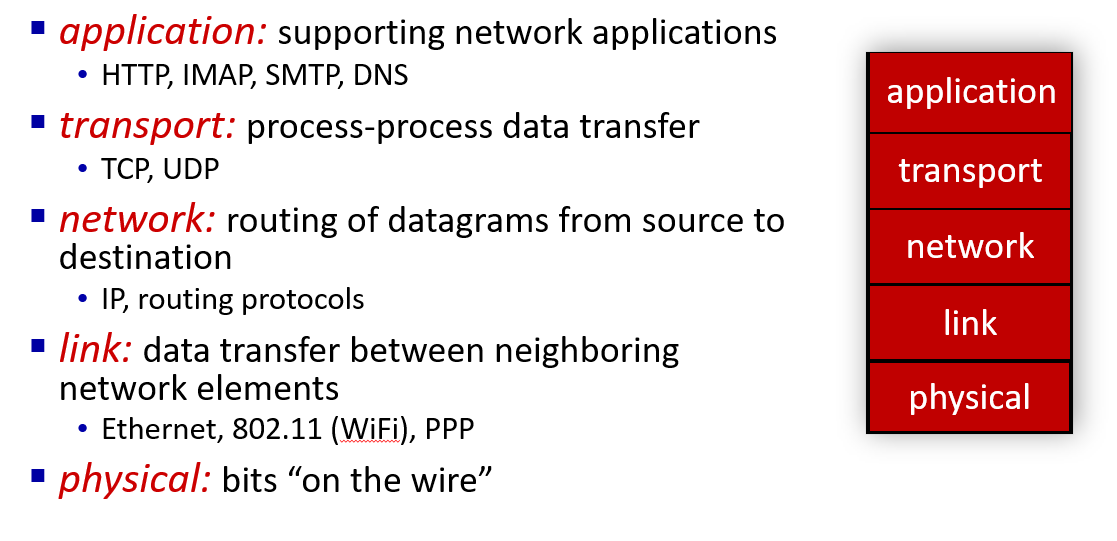 ▪ application: supporting network applications
• HTTP, IMAP, SMTP, DNS
▪ transport: process-process data transfer
• TCP, UDP
▪ network: routing of datagrams from source to
destination
• IP, routing protocols
▪ link: data transfer between neighboring
network elements
• Ethernet, 802.11 (WiFi), PPP
▪ physical: bits “on the wire”
application
transport
network
link
physical